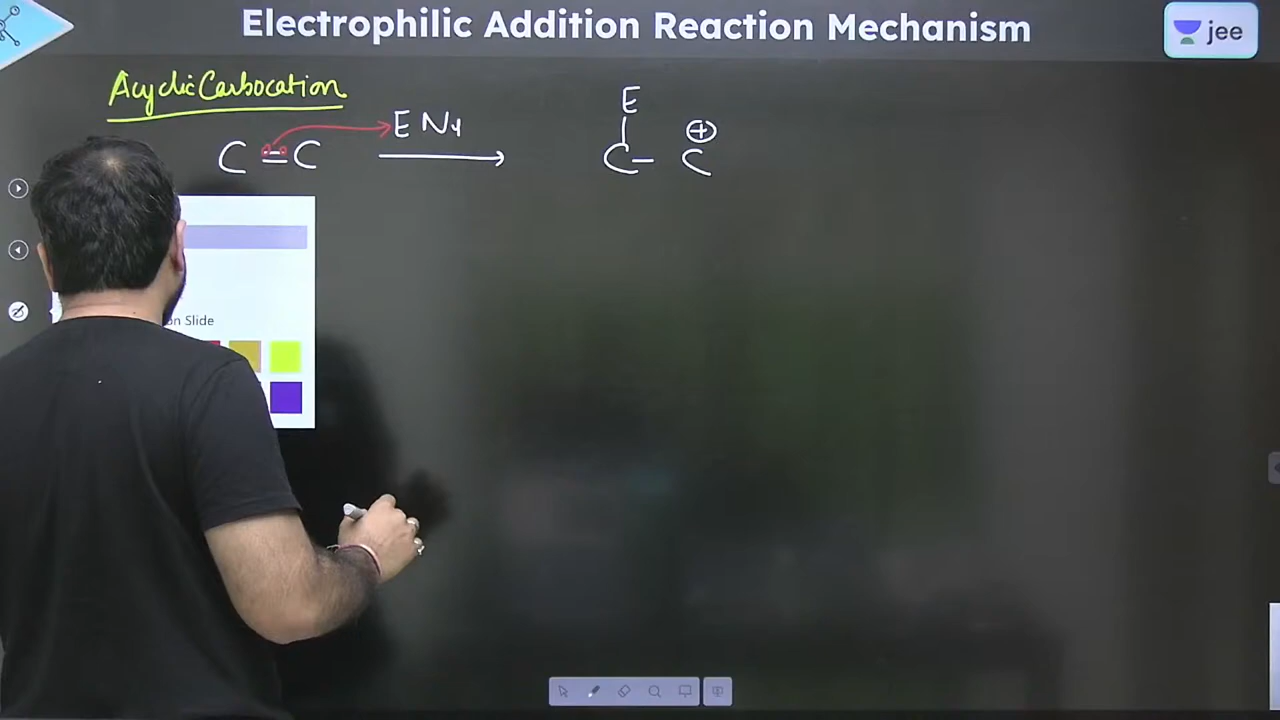 Electrophilic Addition Reaction Mechanism
jee
Acyclic Carbocation
E
E Nu
⊕
C = C
C - C
on Slide